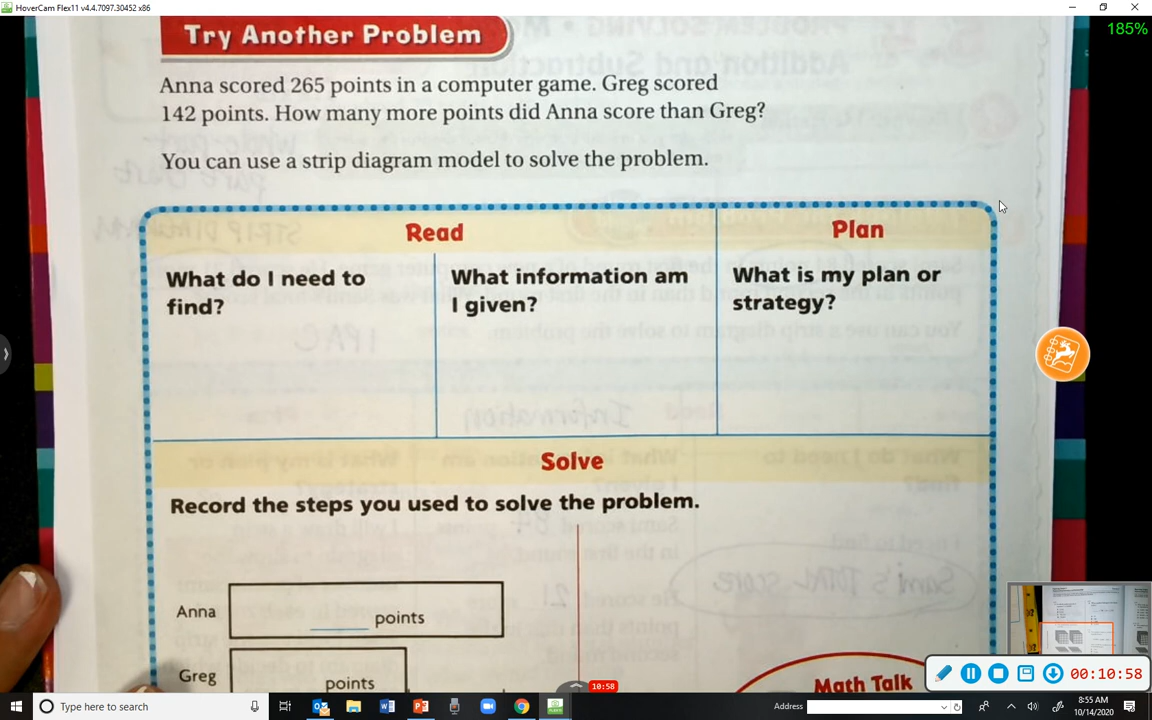 HoverCam Flex11 v4.4.7097.30452 x86
185%
Try Another Problem
Anna scored 265 points in a computer game. Greg scored
142 points. How many more points did Anna score than Greg?
You can use a strip diagram model to solve the problem.
Read
Plan
What do I need to
find?
What information am
I given?
What is my plan or
strategy?
Solve
Record the steps you used to solve the problem.
Anna
points
Greg
points
Math Talk
10:58
00:10:58
Type here to search
Address
8:55 AM
10/14/2020